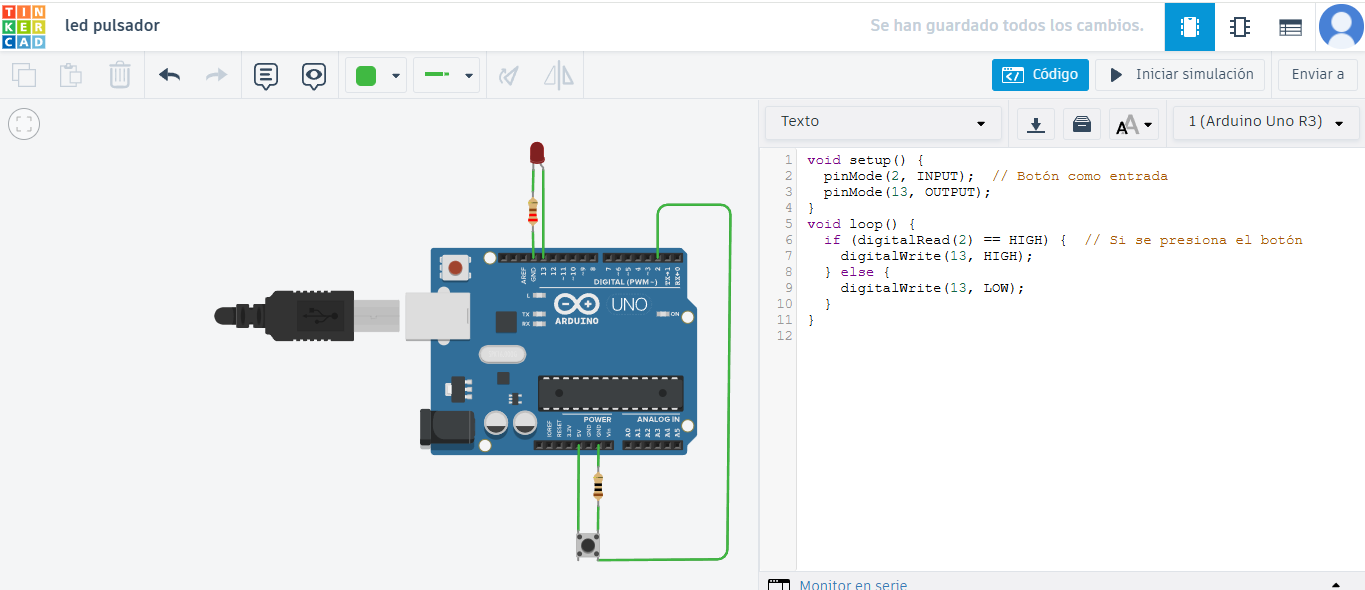 TIN
KER
CAD
led pulsador
Se han guardado todos los cambios.
Código
Iniciar simulación
Enviar a
Texto
AA
1 (Arduino Uno R3)
1 void setup() {
2 pinMode(2, INPUT); // Botón como entrada
3 pinMode(13, OUTPUT);
4 }
5 void loop() {
6 if (digitalRead(2) == HIGH) { // Si se presiona el botón
7 digitalWrite(13, HIGH);
8 } else {
9 digitalWrite(13, LOW);
10 }
11 }
12
AREF GND 13 12 ~11 ~10 ~9 8 7 ~6 ~5 4 ~3 2 TX→1 RX←0
DIGITAL (PWM~)
L
TX
RX
UNO
ARDUINO
ON
POWER
ANALOG IN
IOREF RESET 3.3V 5V GND GND Vin A0 A1 A2 A3 A4 A5
Monitor en serie